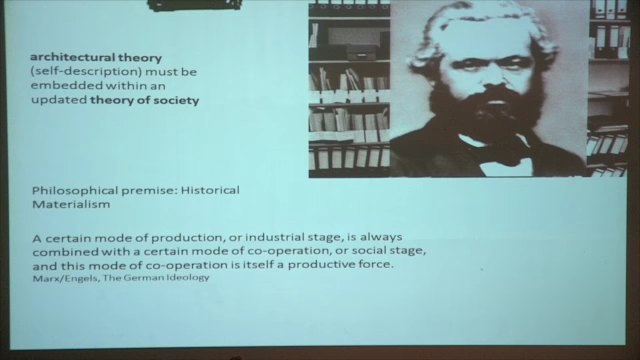 architectural theory
(self-description) must be
embedded within an
updated theory of society
Philosophical premise: Historical
Materialism
A certain mode of production, or industrial stage, is always
combined with a certain mode of co-operation, or social stage,
and this mode of co-operation is itself a productive force.
Marx/Engels, The German Ideology